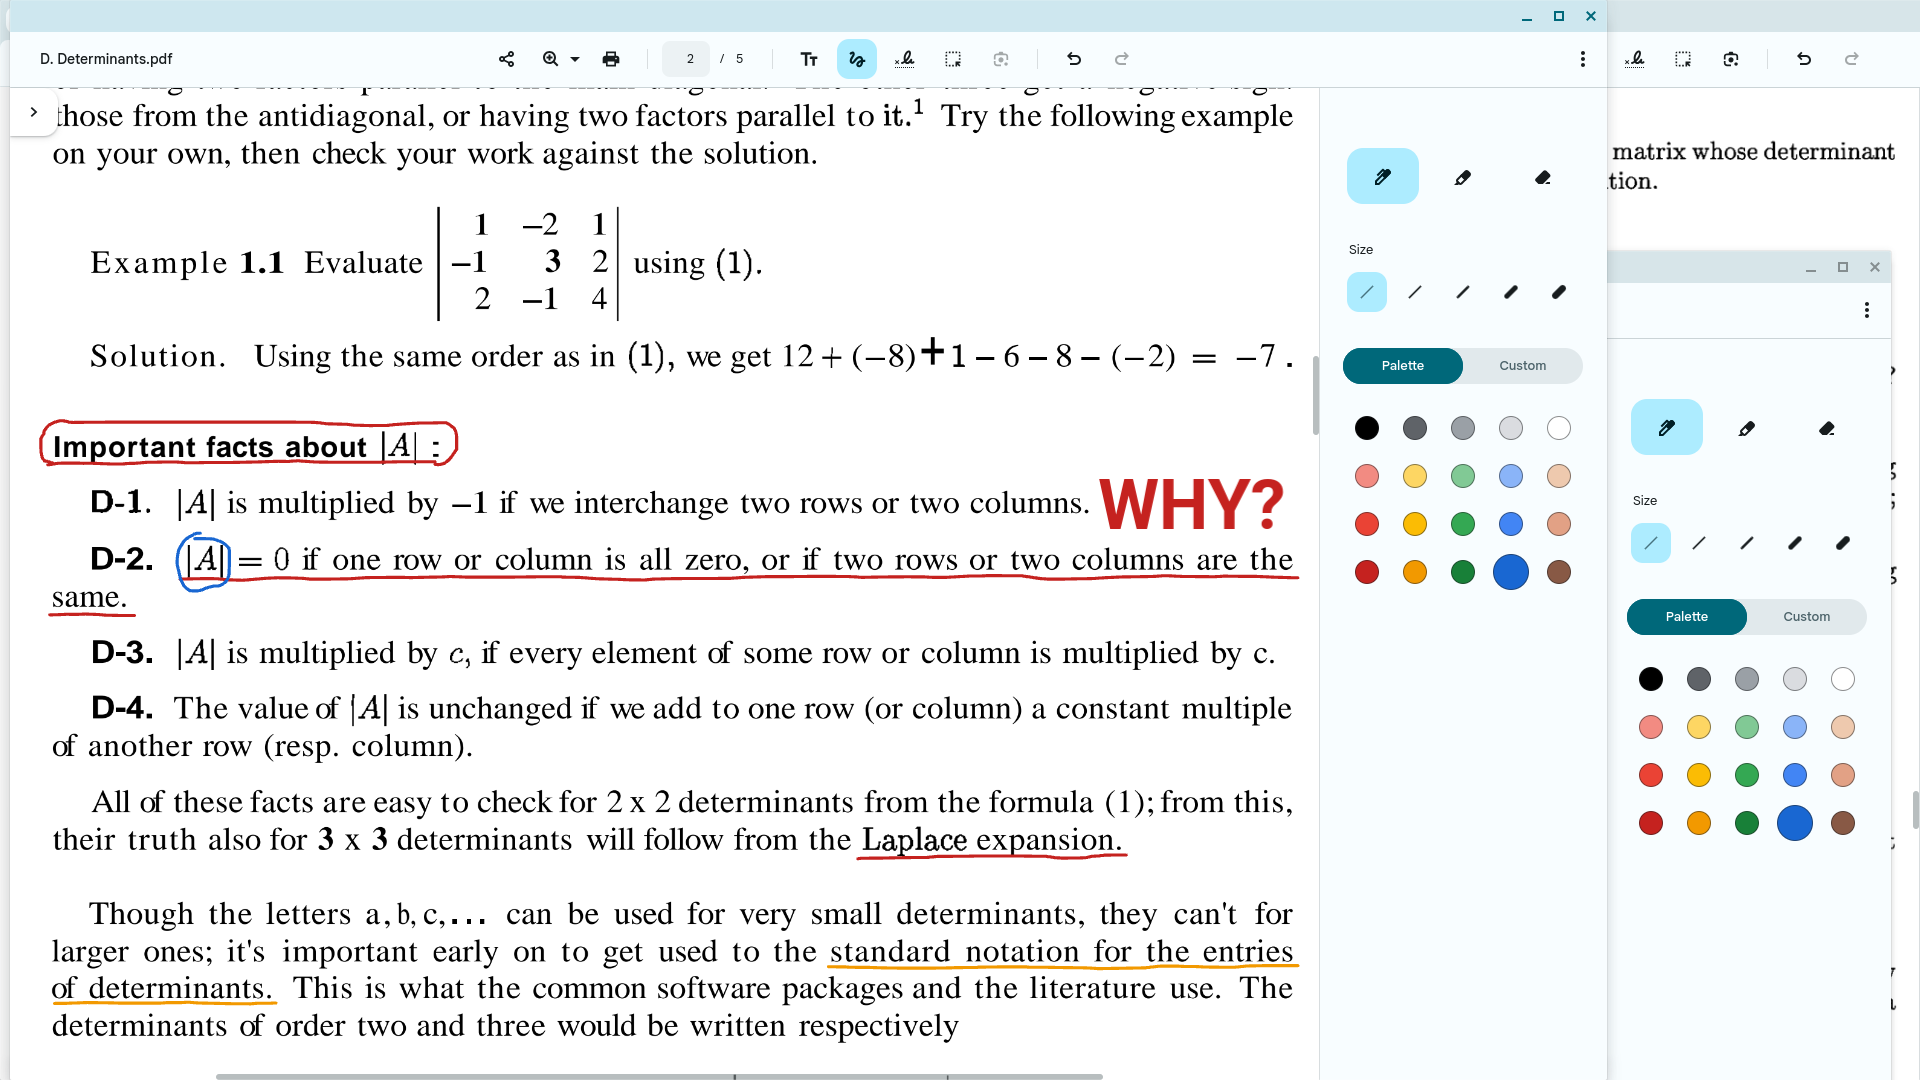 D. Determinants.pdf
2 / 5
those from the antidiagonal, or having two factors parallel to it.¹ Try the following example
on your own, then check your work against the solution.
Example 1.1 Evaluate | 1 −2 1 | using (1).
| −1 3 2 |
| 2 −1 4 |
Solution. Using the same order as in (1), we get 12 + (−8) + 1 − 6 − 8 − (−2) = −7 .
Important facts about |A| :
D-1. |A| is multiplied by −1 if we interchange two rows or two columns. WHY?
D-2. |A| = 0 if one row or column is all zero, or if two rows or two columns are the
same.
D-3. |A| is multiplied by c, if every element of some row or column is multiplied by c.
D-4. The value of |A| is unchanged if we add to one row (or column) a constant multiple
of another row (resp. column).
All of these facts are easy to check for 2 x 2 determinants from the formula (1); from this,
their truth also for 3 x 3 determinants will follow from the Laplace expansion.
Though the letters a, b, c, ... can be used for very small determinants, they can't for
larger ones; it's important early on to get used to the standard notation for the entries
of determinants. This is what the common software packages and the literature use. The
determinants of order two and three would be written respectively
Size
Palette Custom
matrix whose determinant
tion.
Size
Palette Custom